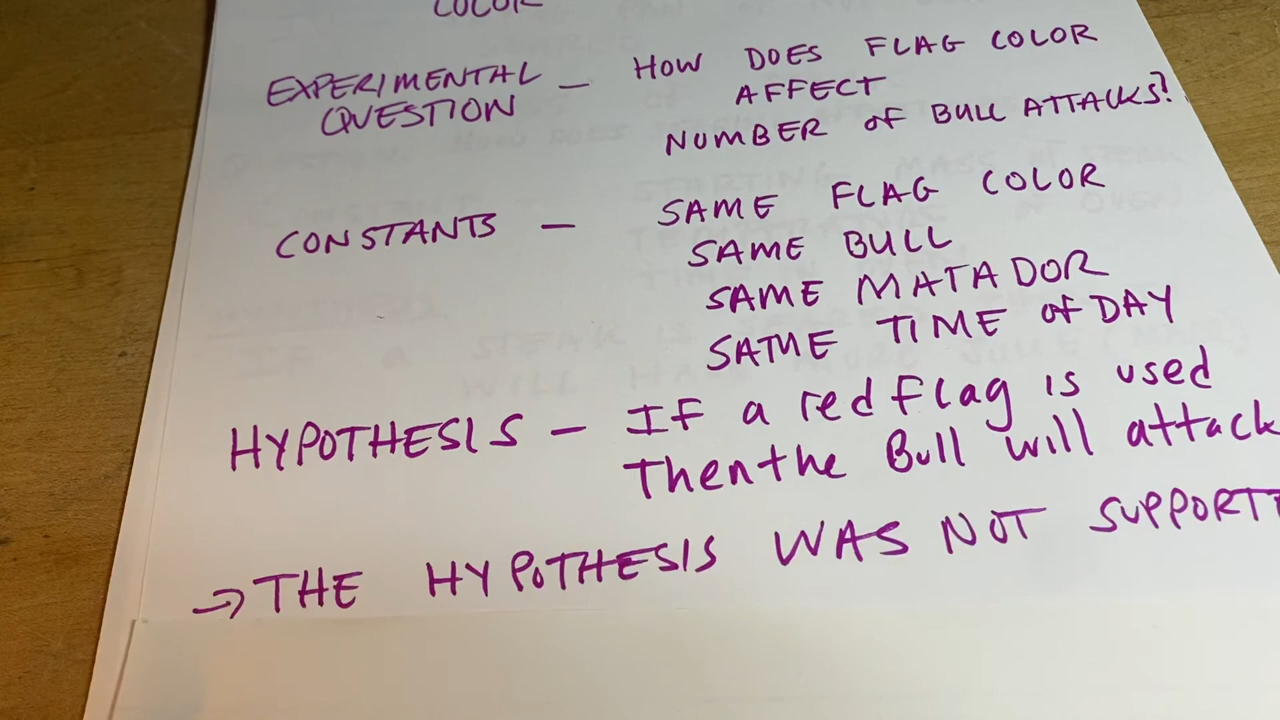 COLOR
EXPERIMENTAL — HOW DOES FLAG COLOR
QUESTION AFFECT
NUMBER of BULL ATTACKS?
CONSTANTS — SAME FLAG COLOR
SAME BULL
SAME MATADOR
SAME TIME of DAY
HYPOTHESIS — If a red flag is used
Then the Bull will attack
→ THE HYPOTHESIS WAS NOT SUPPORTE